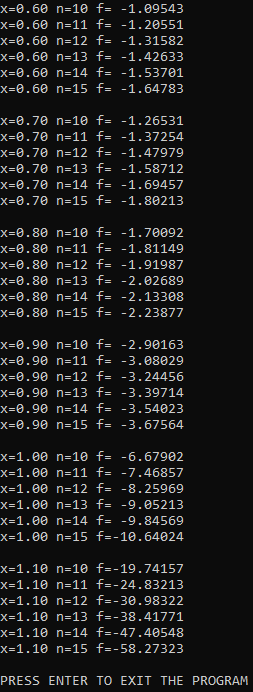 x=0.60 n=10 f= -1.09543
x=0.60 n=11 f= -1.20551
x=0.60 n=12 f= -1.31582
x=0.60 n=13 f= -1.42633
x=0.60 n=14 f= -1.53701
x=0.60 n=15 f= -1.64783

x=0.70 n=10 f= -1.26531
x=0.70 n=11 f= -1.37254
x=0.70 n=12 f= -1.47979
x=0.70 n=13 f= -1.58712
x=0.70 n=14 f= -1.69457
x=0.70 n=15 f= -1.80213

x=0.80 n=10 f= -1.70092
x=0.80 n=11 f= -1.81149
x=0.80 n=12 f= -1.91987
x=0.80 n=13 f= -2.02689
x=0.80 n=14 f= -2.13308
x=0.80 n=15 f= -2.23877

x=0.90 n=10 f= -2.90163
x=0.90 n=11 f= -3.08029
x=0.90 n=12 f= -3.24456
x=0.90 n=13 f= -3.39714
x=0.90 n=14 f= -3.54023
x=0.90 n=15 f= -3.67564

x=1.00 n=10 f= -6.67902
x=1.00 n=11 f= -7.46857
x=1.00 n=12 f= -8.25969
x=1.00 n=13 f= -9.05213
x=1.00 n=14 f= -9.84569
x=1.00 n=15 f=-10.64024

x=1.10 n=10 f=-19.74157
x=1.10 n=11 f=-24.83213
x=1.10 n=12 f=-30.98322
x=1.10 n=13 f=-38.41771
x=1.10 n=14 f=-47.40548
x=1.10 n=15 f=-58.27323

PRESS ENTER TO EXIT THE PROGRAM